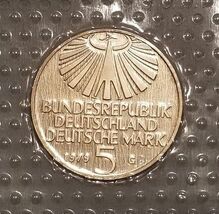 BUNDESREPUBLIK
DEUTSCHLAND
DEUTSCHE MARK
1979 5 G